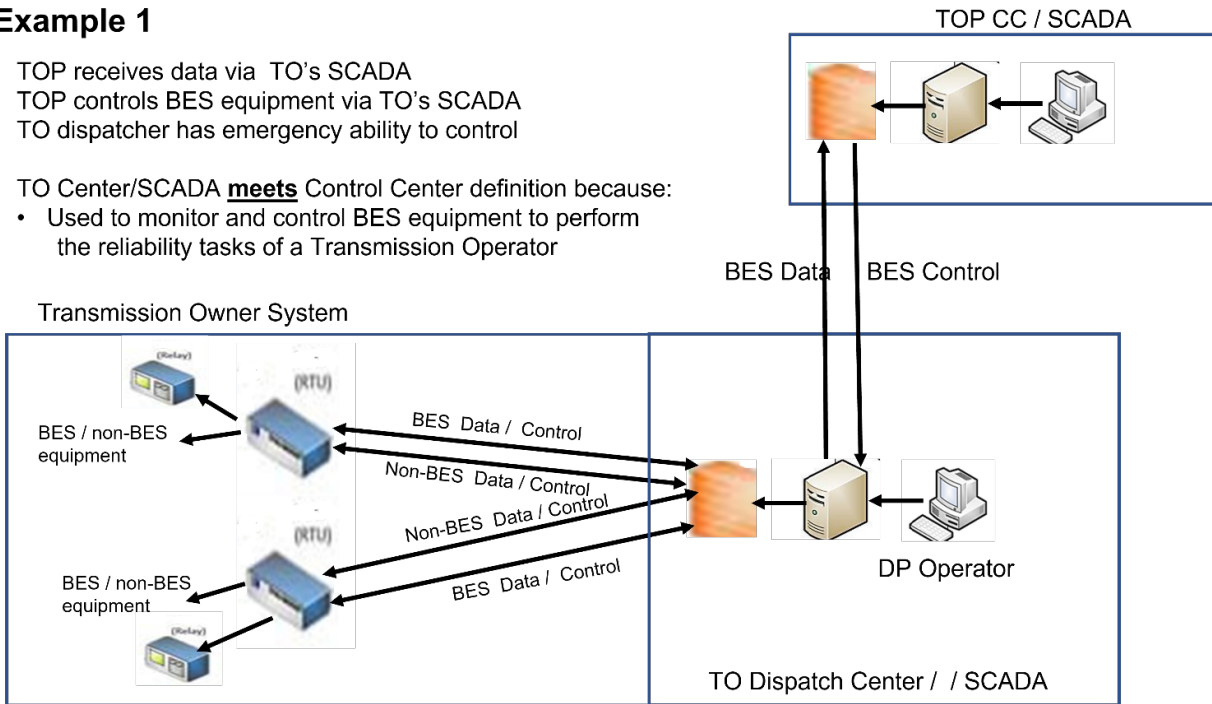 Example 1
TOP receives data via TO's SCADA
TOP controls BES equipment via TO's SCADA
TO dispatcher has emergency ability to control
TO Center/SCADA meets Control Center definition because:
• Used to monitor and control BES equipment to perform
the reliability tasks of a Transmission Operator
TOP CC / SCADA
BES Data
BES Control
Transmission Owner System
(Relay)
(RTU)
BES / non-BES
equipment
BES Data / Control
Non-BES Data / Control
Non-BES Data / Control
BES Data / Control
(RTU)
BES / non-BES
equipment
(Relay)
DP Operator
TO Dispatch Center / / SCADA